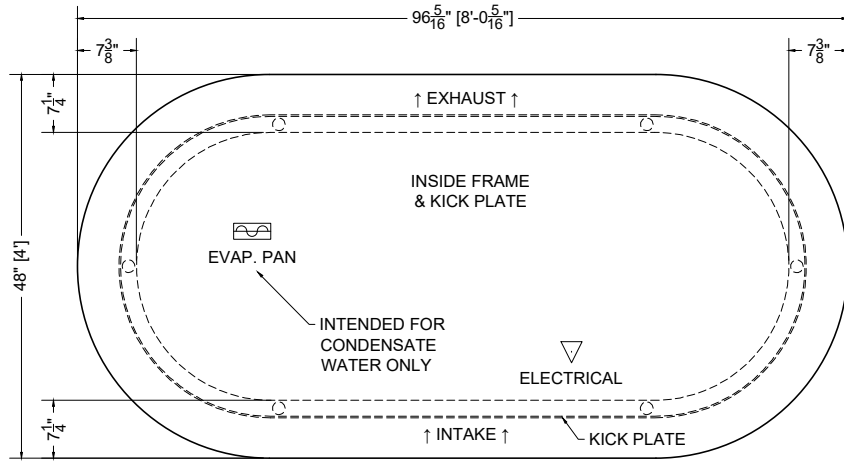 96 5/16" [8'-0 5/16"]
7 3/8"
7 3/8"
7 1/4"
↑ EXHAUST ↑
INSIDE FRAME
& KICK PLATE
48" [4']
EVAP. PAN
INTENDED FOR
CONDENSATE
WATER ONLY
ELECTRICAL
7 1/4"
↑ INTAKE ↑
KICK PLATE